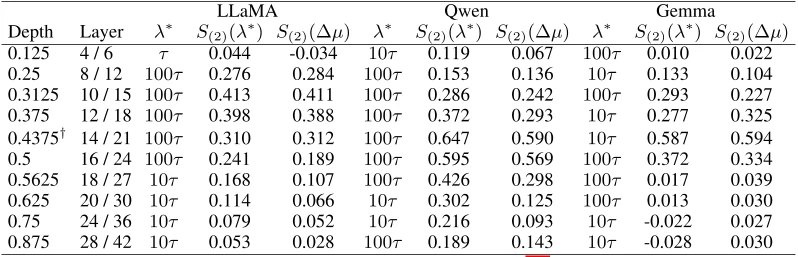 LLaMA Qwen Gemma
Depth Layer λ* S(2)(λ*) S(2)(Δμ) λ* S(2)(λ*) S(2)(Δμ) λ* S(2)(λ*) S(2)(Δμ)
0.125 4 / 6 τ 0.044 -0.034 10τ 0.119 0.067 100τ 0.010 0.022
0.25 8 / 12 100τ 0.276 0.284 100τ 0.153 0.136 10τ 0.133 0.104
0.3125 10 / 15 100τ 0.413 0.411 100τ 0.286 0.242 100τ 0.293 0.227
0.375 12 / 18 100τ 0.398 0.388 100τ 0.372 0.293 10τ 0.277 0.325
0.4375† 14 / 21 100τ 0.310 0.312 100τ 0.647 0.590 10τ 0.587 0.594
0.5 16 / 24 100τ 0.241 0.189 100τ 0.595 0.569 100τ 0.372 0.334
0.5625 18 / 27 10τ 0.168 0.107 100τ 0.426 0.298 100τ 0.017 0.039
0.625 20 / 30 10τ 0.114 0.066 10τ 0.302 0.125 100τ 0.013 0.030
0.75 24 / 36 10τ 0.079 0.052 10τ 0.216 0.093 10τ -0.022 0.027
0.875 28 / 42 10τ 0.053 0.028 100τ 0.189 0.143 10τ -0.028 0.030